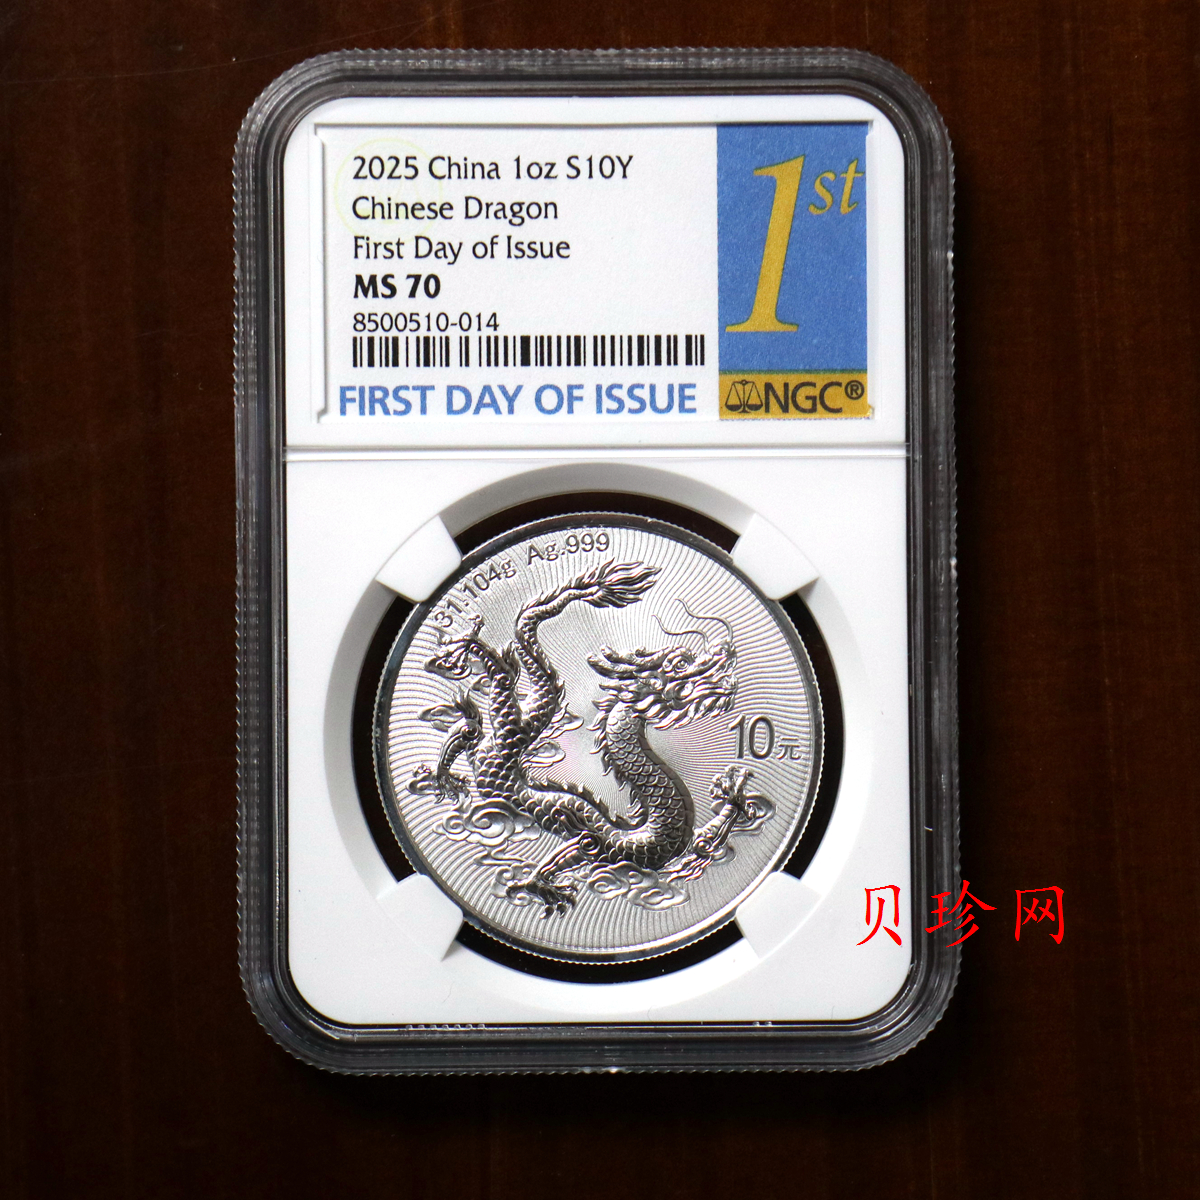 2025 China 1oz S10Y
Chinese Dragon
First Day of Issue
MS 70
8500510-014
FIRST DAY OF ISSUE
1st
NGC®
31.104g Ag.999
10元
贝珍网